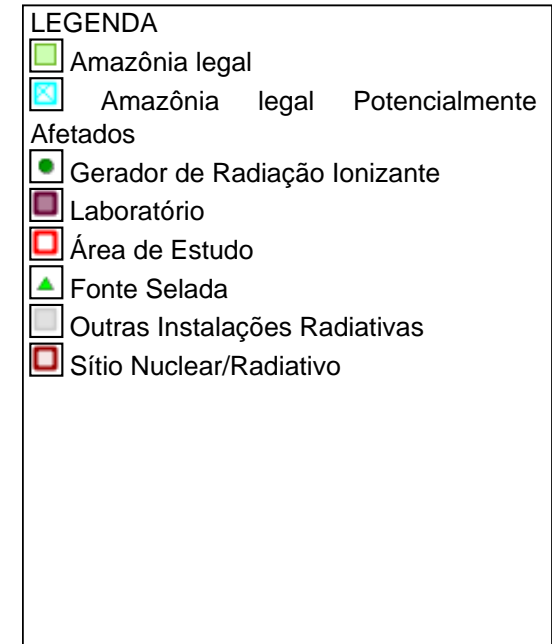 LEGENDA
Amazônia legal
Amazônia legal Potencialmente
Afetados
Gerador de Radiação Ionizante
Laboratório
Área de Estudo
Fonte Selada
Outras Instalações Radiativas
Sítio Nuclear/Radiativo